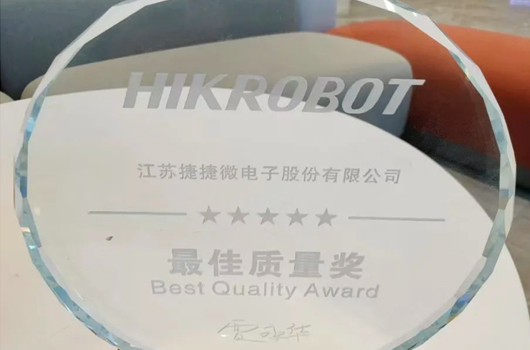 HIKROBOT
江苏捷捷微电子股份有限公司
★★★★★
最佳质量奖
Best Quality Award